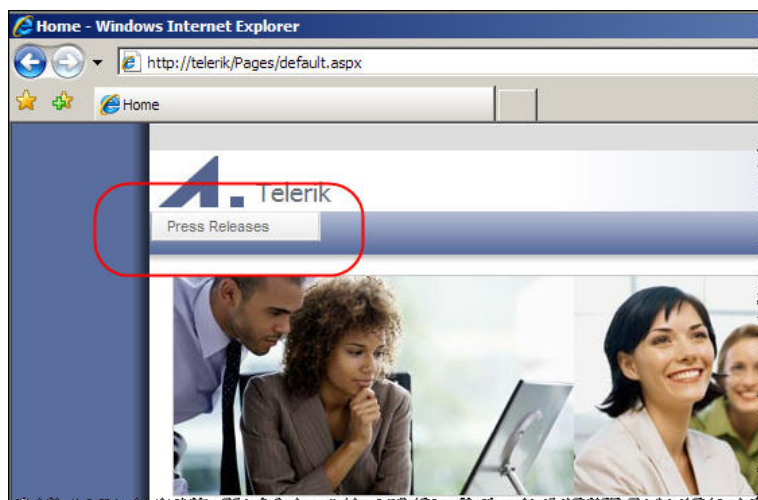 Home - Windows Internet Explorer
http://telerik/Pages/default.aspx
Home
Telerik
Press Releases